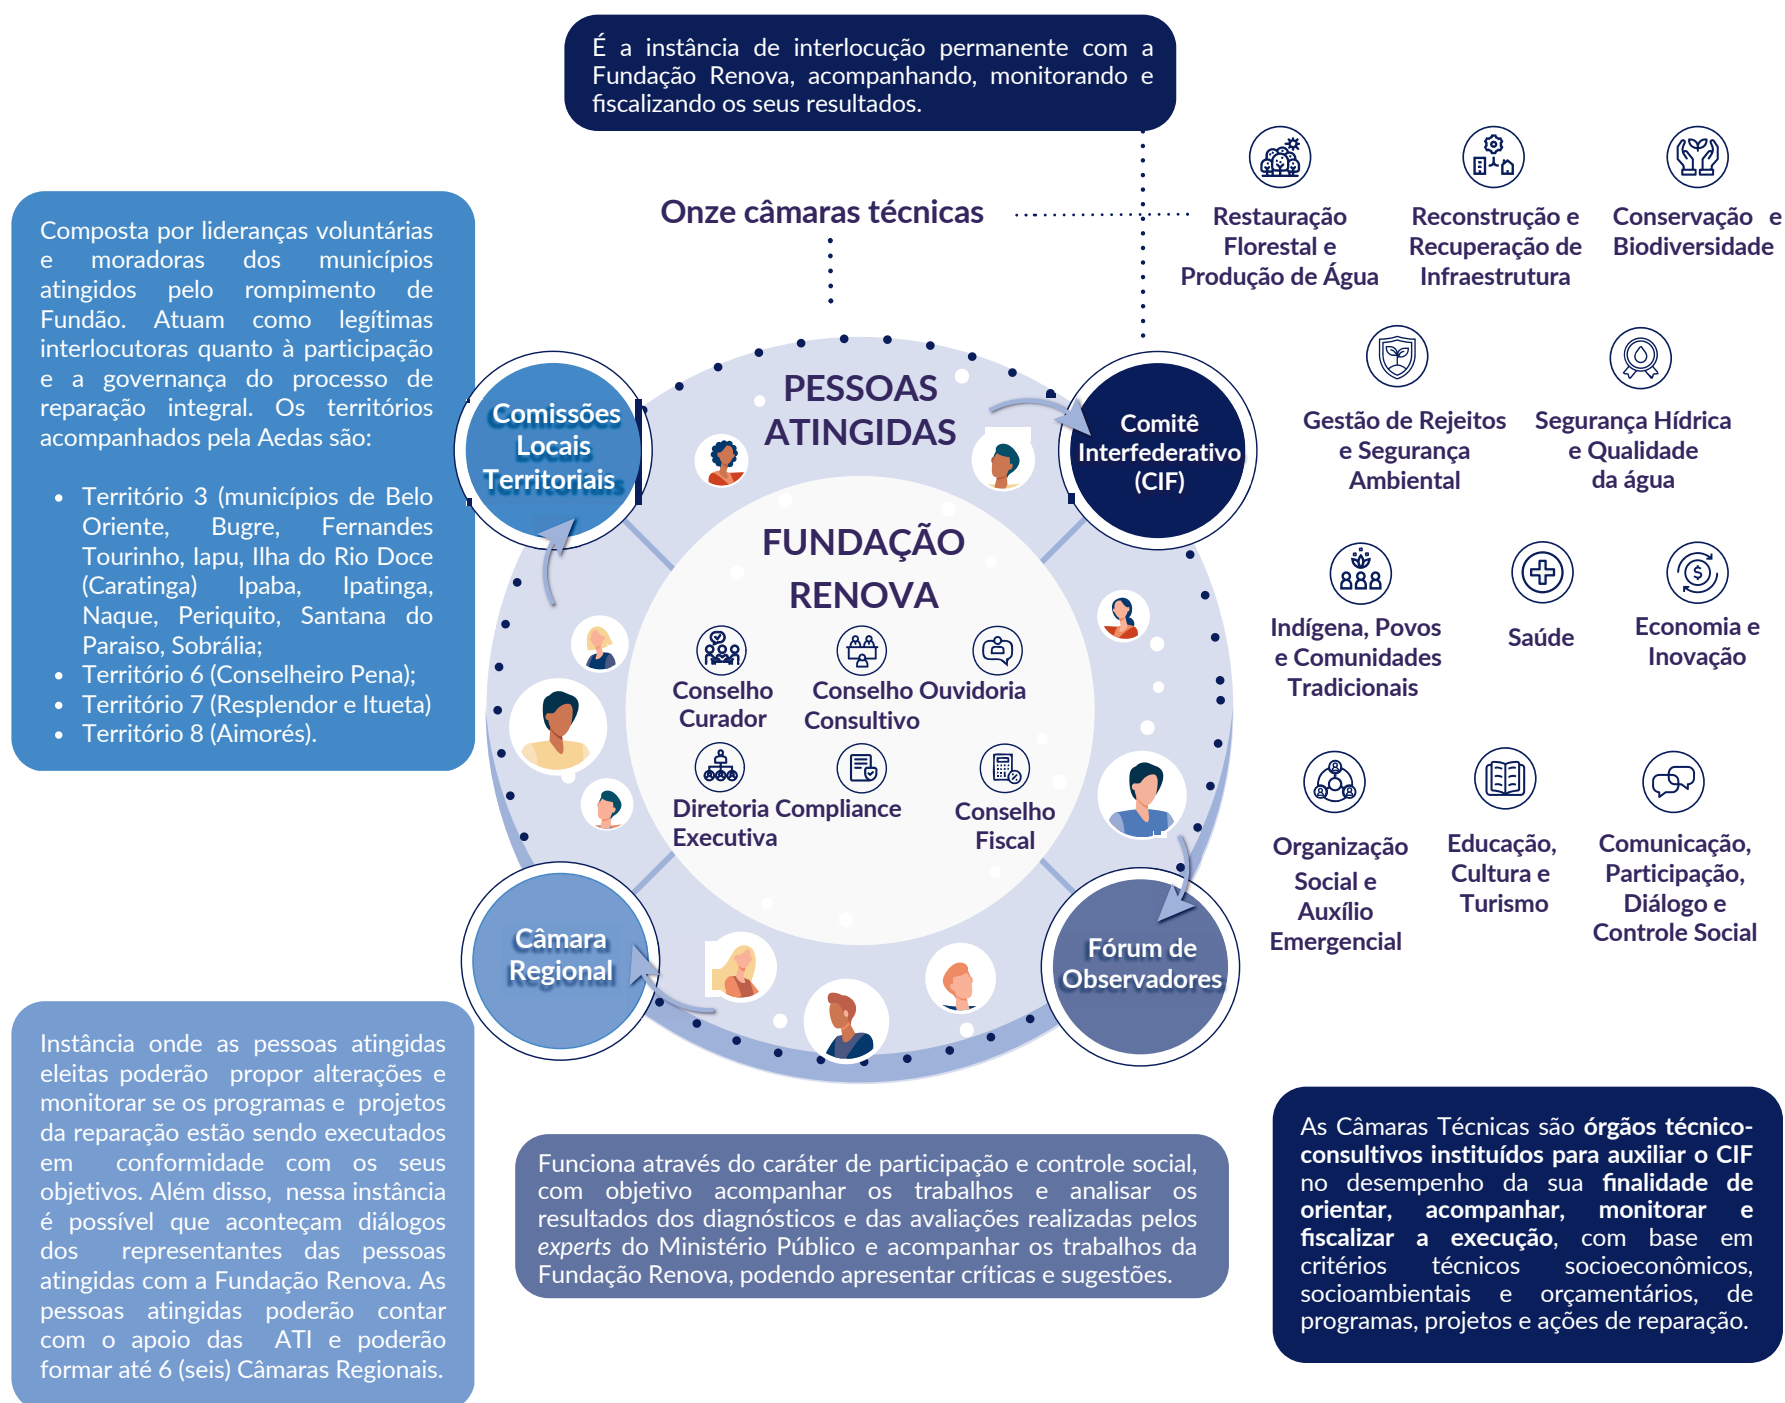 É a instância de interlocução permanente com a
Fundação Renova, acompanhando, monitorando e
fiscalizando os seus resultados.
Onze câmaras técnicas
Composta por lideranças voluntárias
e moradoras dos municípios
atingidos pelo rompimento de
Fundão. Atuam como legítimas
interlocutoras quanto à participação
e a governança do processo de
reparação integral. Os territórios
acompanhados pela Aedas são:
• Território 3 (municípios de Belo
Oriente, Bugre, Fernandes
Tourinho, Iapu, Ilha do Rio Doce
(Caratinga) Ipaba, Ipatinga,
Naque, Periquito, Santana do
Paraiso, Sobrália;
• Território 6 (Conselheiro Pena);
• Território 7 (Resplendor e Itueta)
• Território 8 (Aimorés).
Comissões
Locais
Territoriais
PESSOAS
ATINGIDAS
Comitê
Interfederativo
(CIF)
FUNDAÇÃO
RENOVA
Conselho
Curador
Conselho
Consultivo
Ouvidoria
Diretoria
Executiva
Compliance
Conselho
Fiscal
Câmara
Regional
Fórum de
Observadores
Restauração
Florestal e
Produção de Água
Reconstrução e
Recuperação de
Infraestrutura
Conservação e
Biodiversidade
Gestão de Rejeitos
e Segurança
Ambiental
Segurança Hídrica
e Qualidade
da água
Indígena, Povos
e Comunidades
Tradicionais
Saúde
Economia e
Inovação
Organização
Social e
Auxílio
Emergencial
Educação,
Cultura e
Turismo
Comunicação,
Participação,
Diálogo e
Controle Social
Instância onde as pessoas atingidas
eleitas poderão propor alterações e
monitorar se os programas e projetos
da reparação estão sendo executados
em conformidade com os seus
objetivos. Além disso, nessa instância
é possível que aconteçam diálogos
dos representantes das pessoas
atingidas com a Fundação Renova. As
pessoas atingidas poderão contar
com o apoio das ATI e poderão
formar até 6 (seis) Câmaras Regionais.
Funciona através do caráter de participação e controle social,
com objetivo acompanhar os trabalhos e analisar os
resultados dos diagnósticos e das avaliações realizadas pelos
experts do Ministério Público e acompanhar os trabalhos da
Fundação Renova, podendo apresentar críticas e sugestões.
As Câmaras Técnicas são órgãos técnico-
consultivos instituídos para auxiliar o CIF
no desempenho da sua finalidade de
orientar, acompanhar, monitorar e
fiscalizar a execução, com base em
critérios técnicos socioeconômicos,
socioambientais e orçamentários, de
programas, projetos e ações de reparação.